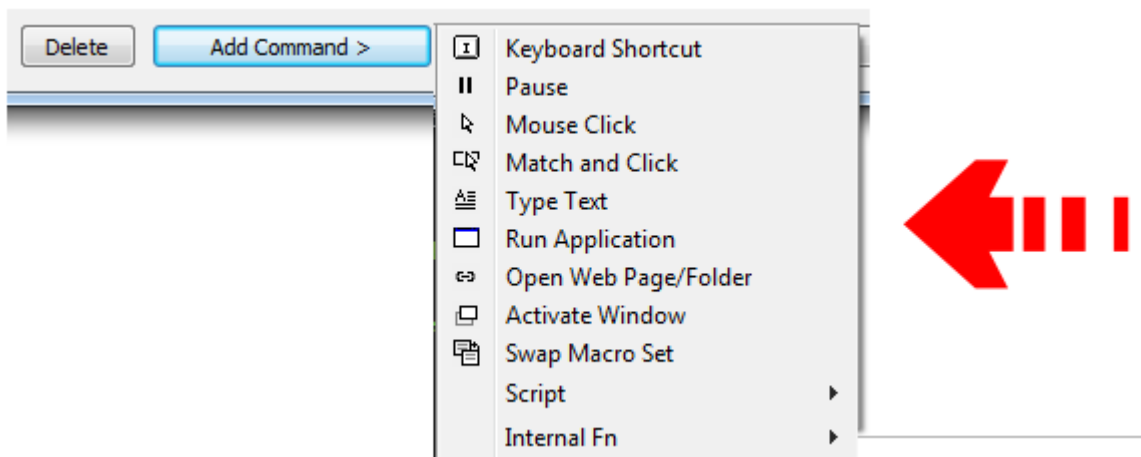 Delete
Add Command >
Keyboard Shortcut
Pause
Mouse Click
Match and Click
Type Text
Run Application
Open Web Page/Folder
Activate Window
Swap Macro Set
Script
Internal Fn